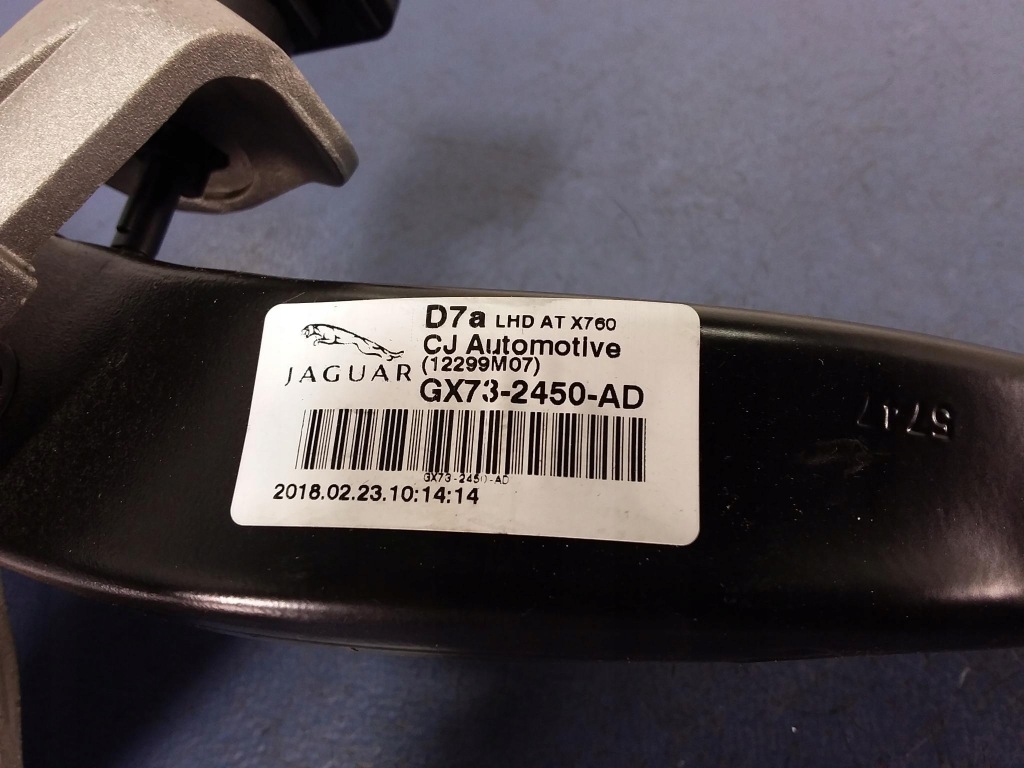 D7a LHD AT X760
CJ Automotive
(12299M07)
JAGUAR
GX73-2450-AD
GX73-2450-AD
2018.02.23.10:14:14
5747